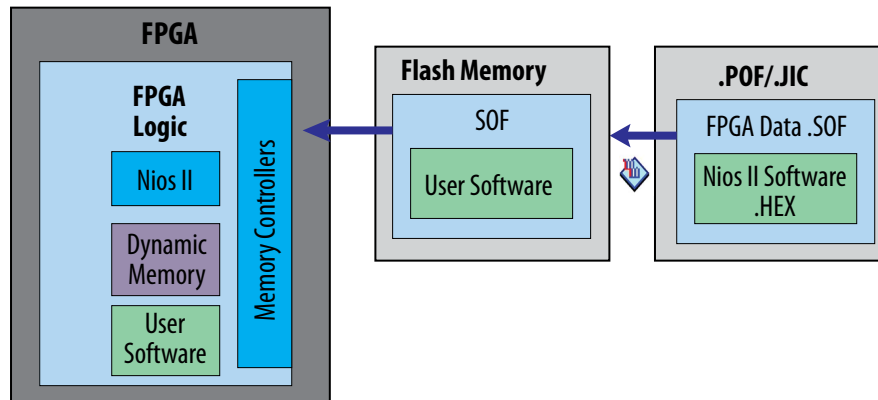 FPGA
FPGA
Logic
Nios II
Dynamic
Memory
User
Software
Memory Controllers
Flash Memory
SOF
User Software
.POF/.JIC
FPGA Data .SOF
Nios II Software
.HEX